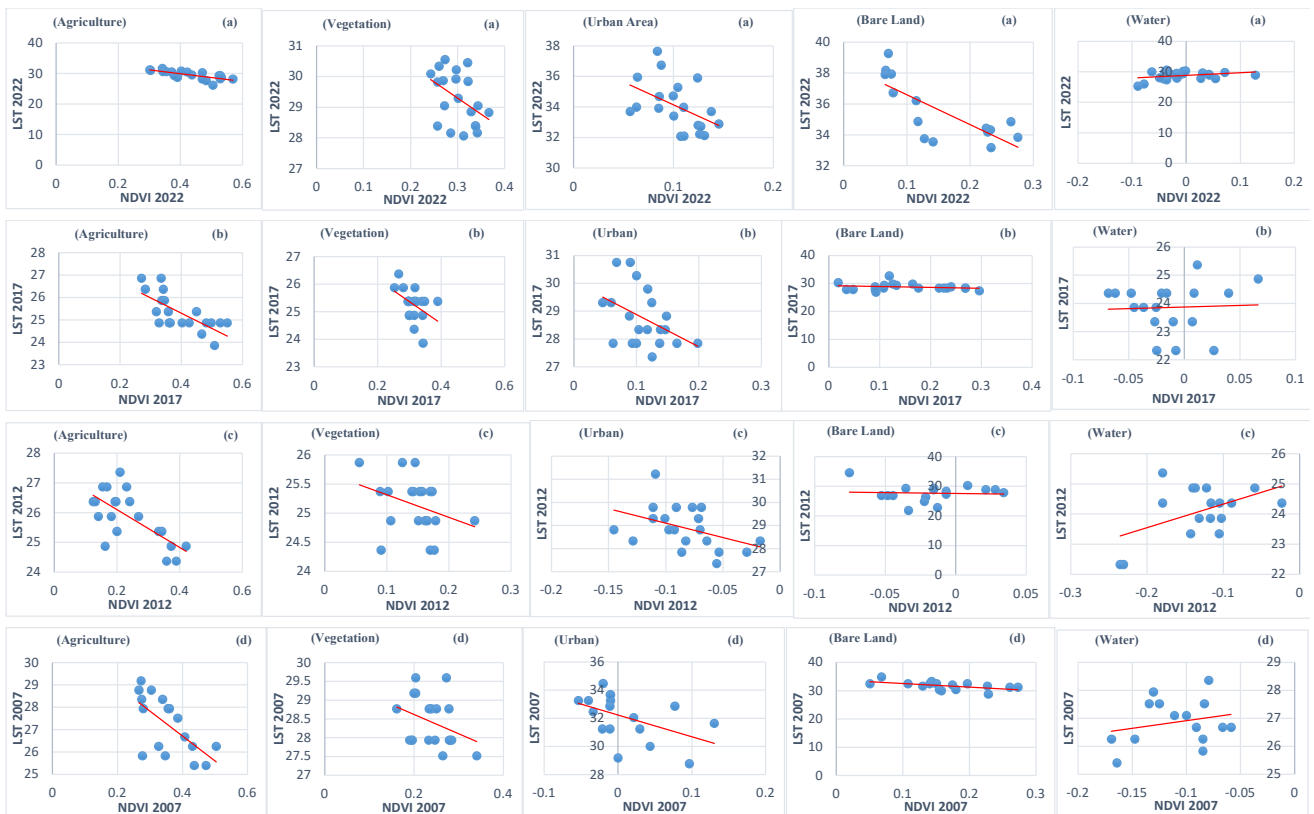 (Agriculture) (a)
LST 2022
40
30
20
10
0
0 0.2 0.4 0.6
NDVI 2022
(Vegetation) (a)
LST 2022
31
30
29
28
27
0 0.1 0.2 0.3 0.4
NDVI 2022
(Urban Area) (a)
LST 2022
38
36
34
32
30
0 0.1 0.2
NDVI 2022
(Bare Land) (a)
LST 2022
40
38
36
34
32
0 0.1 0.2 0.3
NDVI 2022
(Water) (a)
LST 2022
40
30
20
10
0
-0.2 -0.1 0 0.1 0.2
NDVI 2022
(Agriculture) (b)
LST 2017
28
27
26
25
24
23
0 0.2 0.4 0.6
NDVI 2017
(Vegetation) (b)
LST 2017
27
26
25
24
23
0 0.2 0.4 0.6
NDVI 2017
(Urban) (b)
LST 2017
31
30
29
28
27
0 0.1 0.2 0.3
NDVI 2017
(Bare Land) (b)
LST 2017
40
30
20
10
0
0 0.1 0.2 0.3 0.4
NDVI 2017
(Water) (b)
LST 2017
26
25
24
23
22
-0.1 -0.05 0 0.05 0.1
NDVI 2017
(Agriculture) (c)
LST 2012
28
27
26
25
24
0 0.2 0.4 0.6
NDVI 2012
(Vegetation) (c)
LST 2012
26
25.5
25
24.5
24
0 0.1 0.2 0.3
NDVI 2012
(Urban) (c)
LST 2012
32
31
30
29
28
27
-0.2 -0.15 -0.1 -0.05 0
NDVI 2012
(Bare Land) (c)
LST 2012
40
30
20
10
0
-0.1 -0.05 0 0.05
NDVI 2012
(Water) (c)
LST 2012
26
25
24
23
22
-0.3 -0.2 -0.1 0
NDVI 2012
(Agriculture) (d)
LST 2007
30
29
28
27
26
25
0 0.2 0.4 0.6
NDVI 2007
(Vegetation) (d)
LST 2007
30
29.5
29
28.5
28
27.5
27
0 0.2 0.4
NDVI 2007
(Urban) (d)
LST 2007
36
34
32
30
28
-0.1 0 0.1 0.2
NDVI 2007
(Bare Land) (d)
LST 2007
40
30
20
10
0
0 0.1 0.2 0.3
NDVI 2007
(Water) (d)
LST 2007
29
28
27
26
25
-0.2 -0.15 -0.1 -0.05 0
NDVI 2007